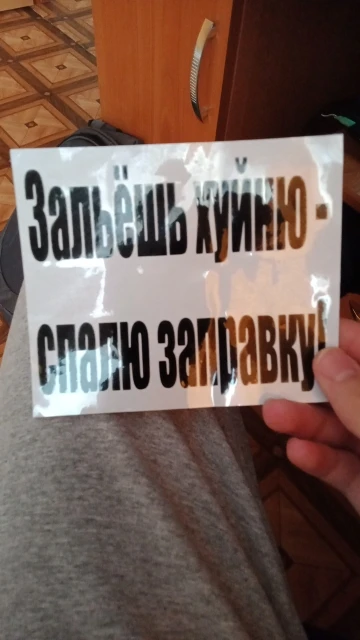 Зальёшь хуйню -
спалю заправку!